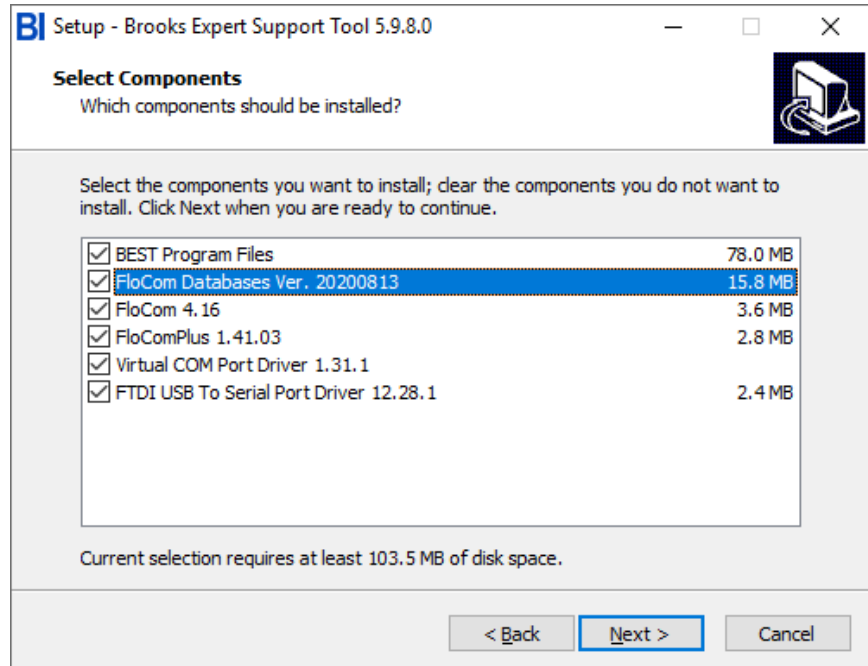 BI Setup - Brooks Expert Support Tool 5.9.8.0
Select Components
Which components should be installed?
Select the components you want to install; clear the components you do not want to
install. Click Next when you are ready to continue.
BEST Program Files 78.0 MB
FloCom Databases Ver. 20200813 15.8 MB
FloCom 4.16 3.6 MB
FloComPlus 1.41.03 2.8 MB
Virtual COM Port Driver 1.31.1
FTDI USB To Serial Port Driver 12.28.1 2.4 MB
Current selection requires at least 103.5 MB of disk space.
< Back Next > Cancel